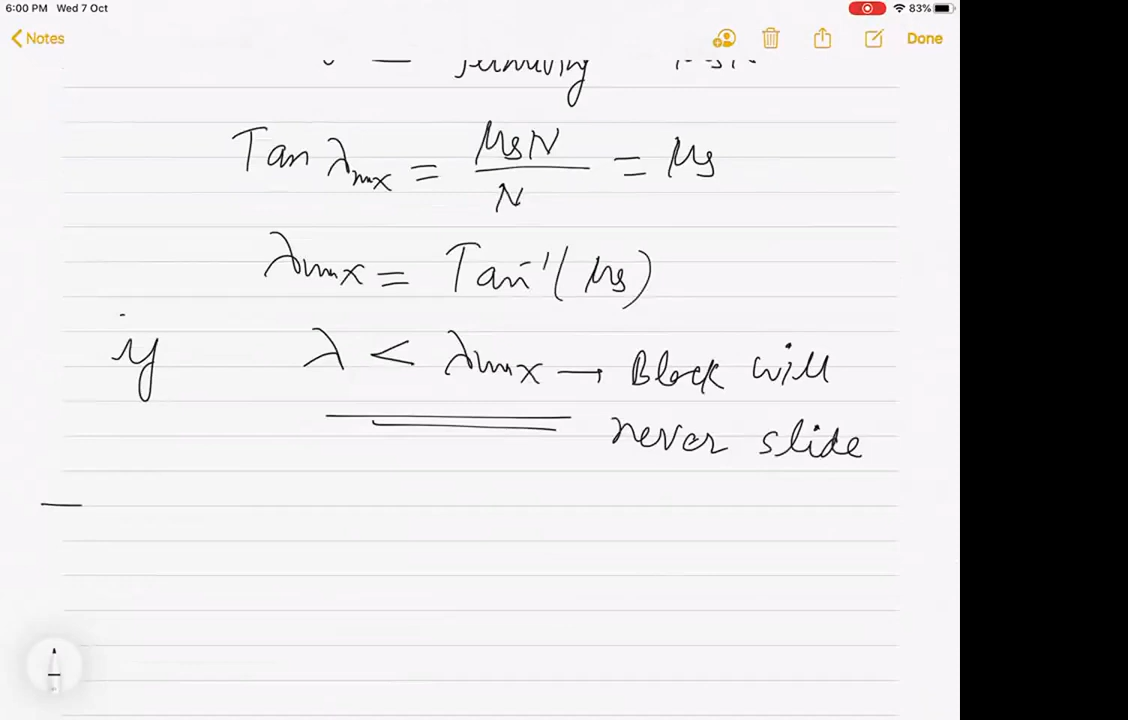 6:00 PM Wed 7 Oct 83%
Notes Done
Tan λmax = μsN / N = μs
λmax = Tan⁻¹(μs)
if λ < λmax → Block will
never slide